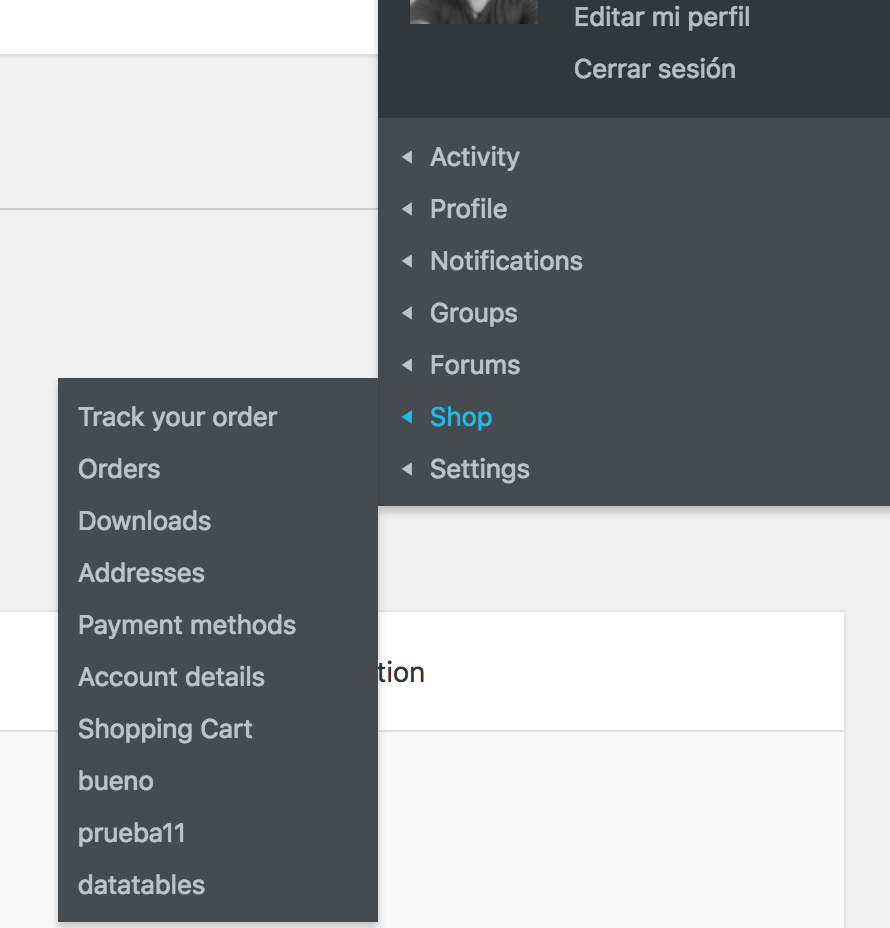 Editar mi perfil
Cerrar sesión
Activity
Profile
Notifications
Groups
Forums
Shop
Settings
Track your order
Orders
Downloads
Addresses
Payment methods
Account details
Shopping Cart
bueno
prueba11
datatables
tion